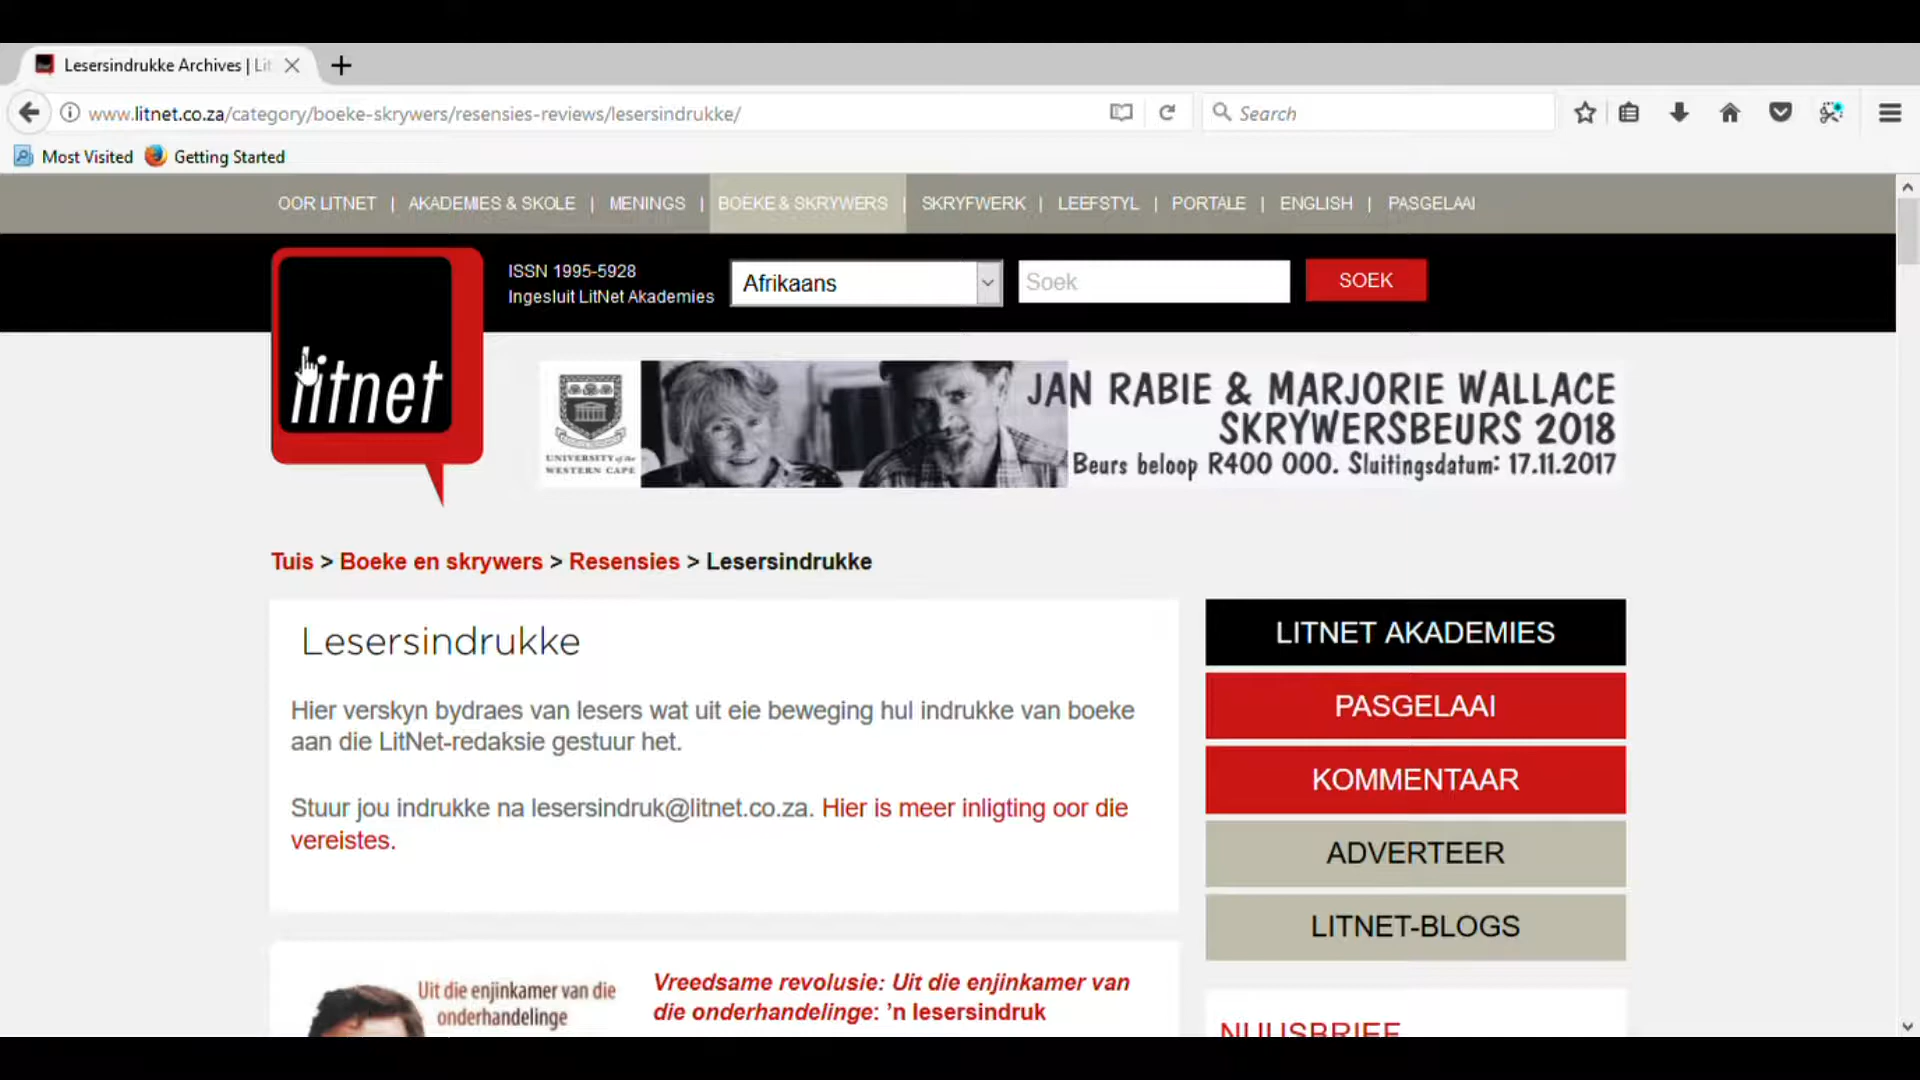 Lesersindrukke Archives | Lit
www.litnet.co.za/category/boeke-skrywers/resensies-reviews/lesersindrukke/
Search
Most Visited
Getting Started
OOR LITNET | AKADEMIES & SKOLE | MENINGS | BOEKE & SKRYWERS | SKRYFWERK | LEEFSTYL | PORTALE | ENGLISH | PASGELAAI
litnet
ISSN 1995-5928
Ingesluit LitNet Akademies
Afrikaans
Soek
SOEK
UNIVERSITY of the
WESTERN CAPE
JAN RABIE & MARJORIE WALLACE
SKRYWERSBEURS 2018
Beurs beloop R400 000. Sluitingsdatum: 17.11.2017
Tuis > Boeke en skrywers > Resensies > Lesersindrukke
Lesersindrukke
Hier verskyn bydraes van lesers wat uit eie beweging hul indrukke van boeke
aan die LitNet-redaksie gestuur het.
Stuur jou indrukke na lesersindruk@litnet.co.za. Hier is meer inligting oor die
vereistes.
LITNET AKADEMIES
PASGELAAI
KOMMENTAAR
ADVERTEER
LITNET-BLOGS
Uit die enjinkamer van die
onderhandelinge
Vreedsame revolusie: Uit die enjinkamer van
die onderhandelinge: ’n lesersindruk
NUUSBRIEF